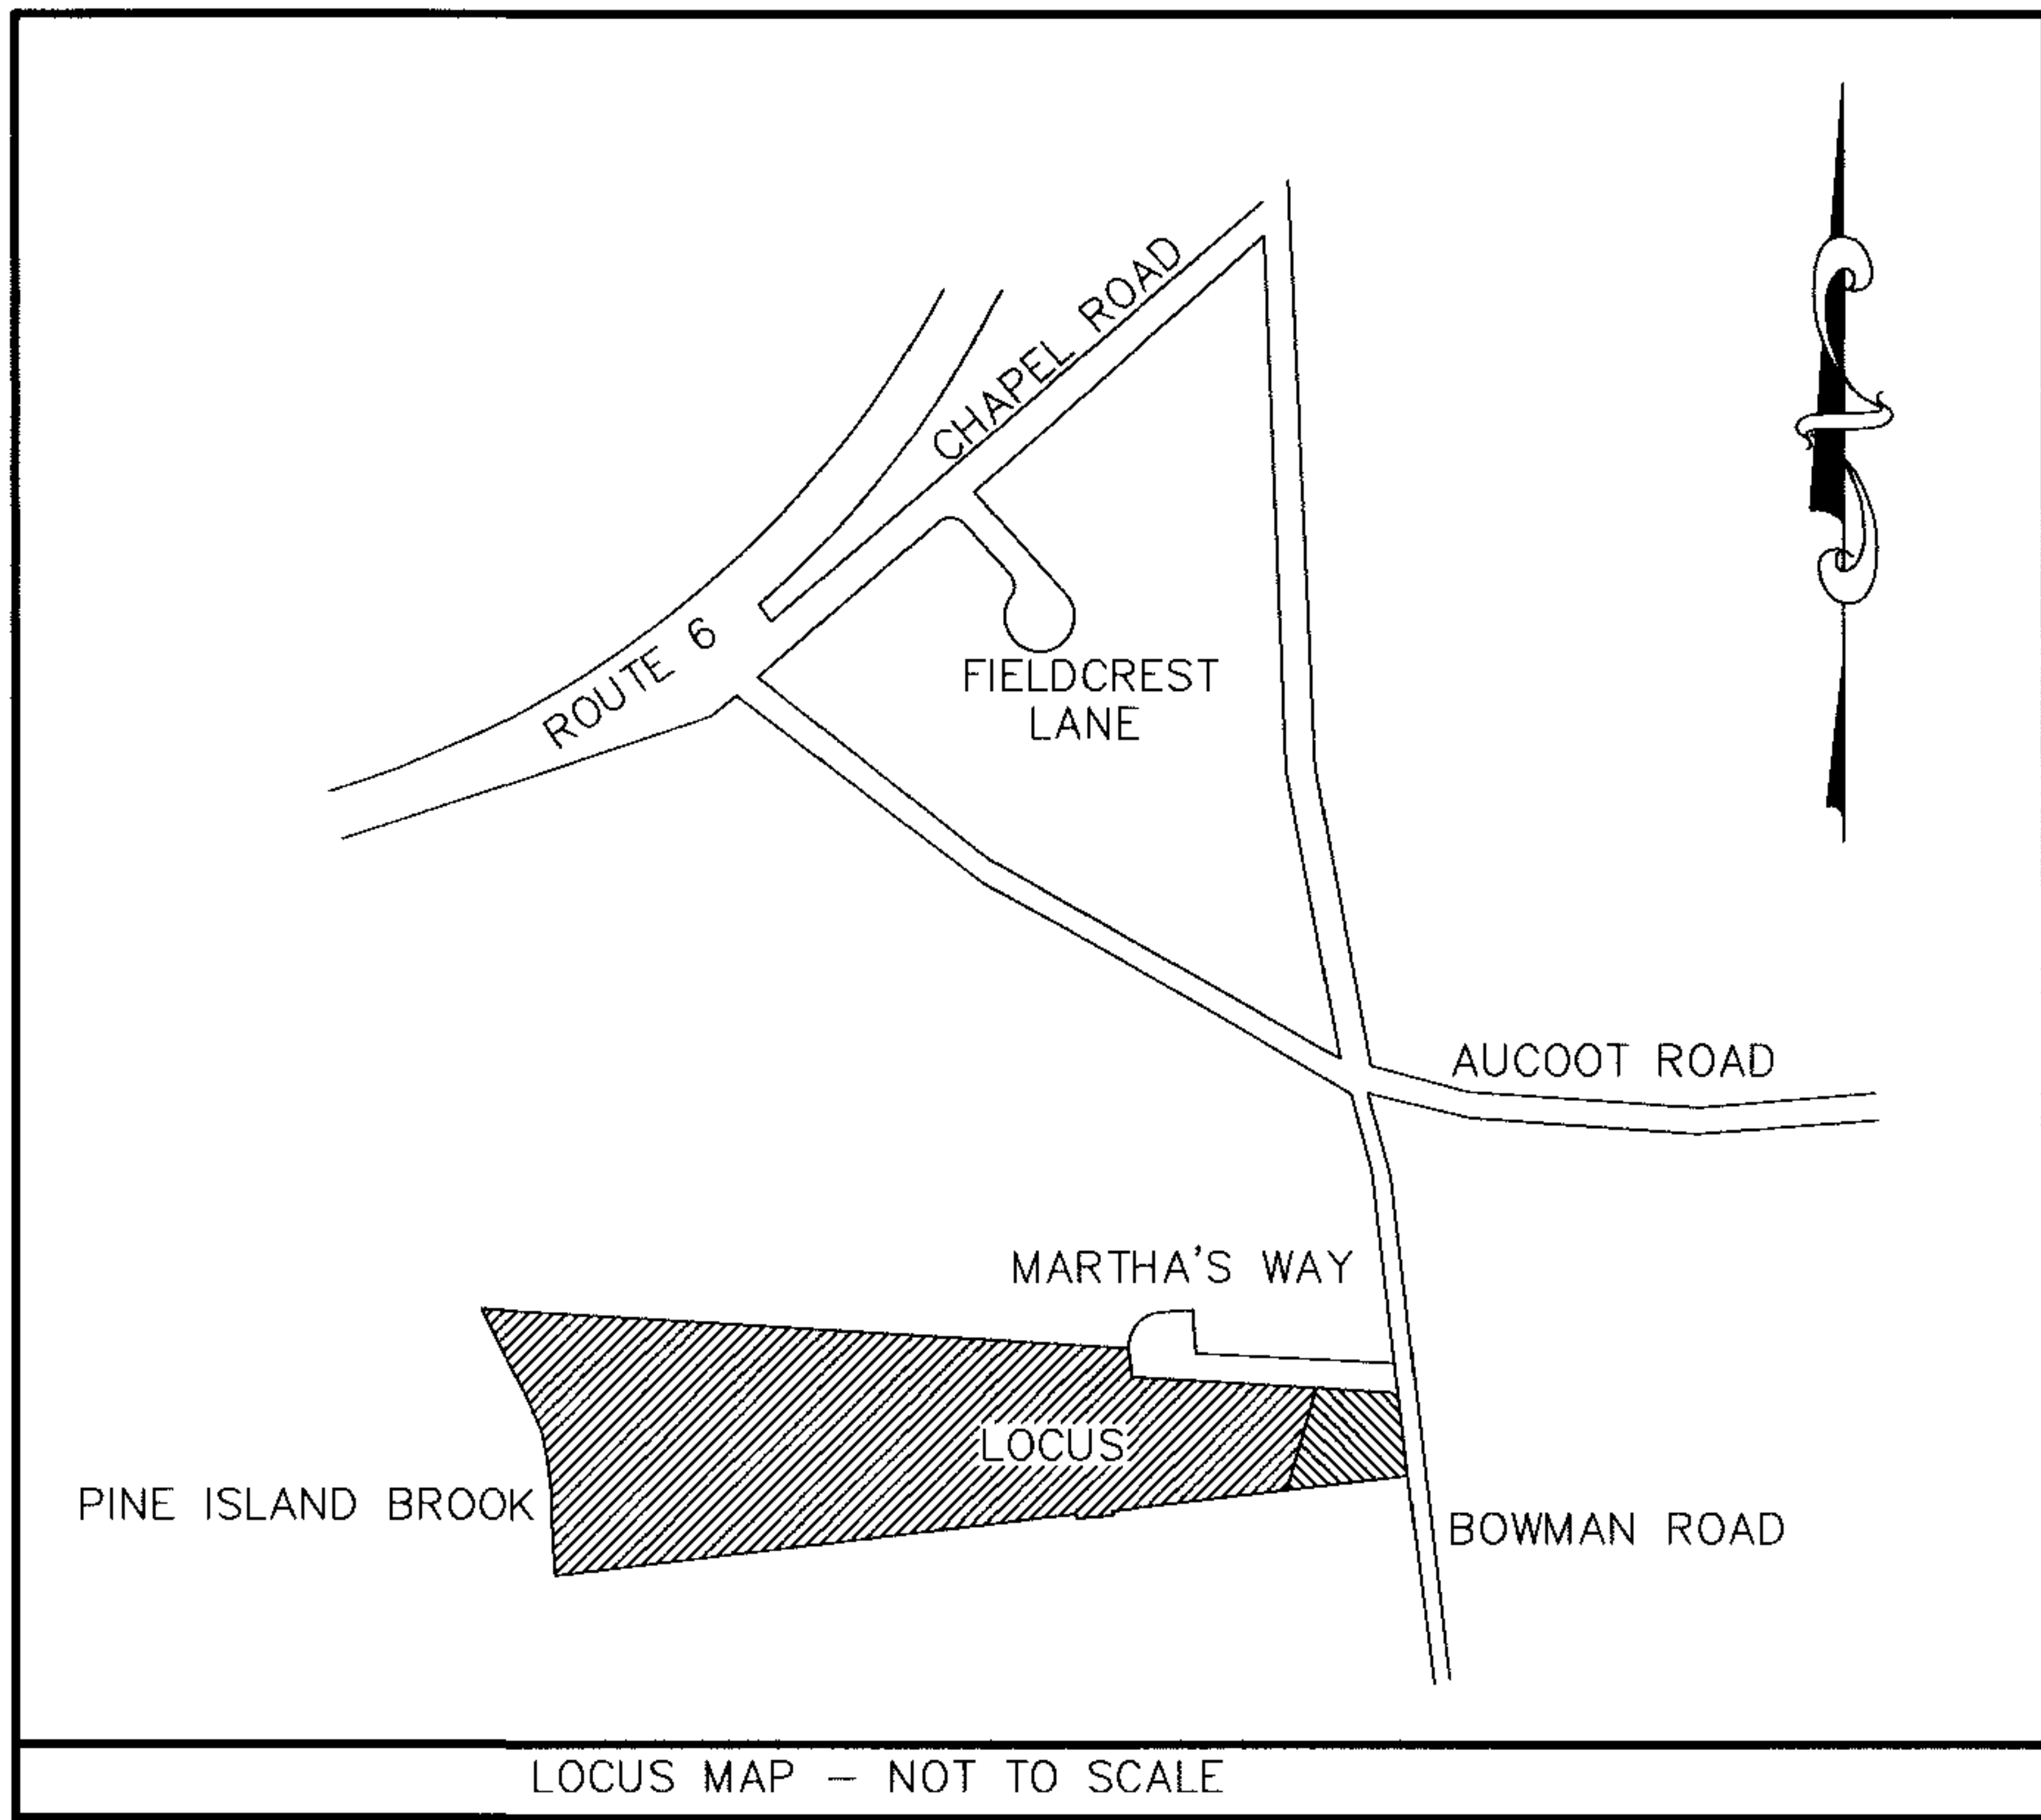 CHAPEL ROAD
ROUTE 6
FIELDCREST
LANE
AUCOOT ROAD
MARTHA'S WAY
LOCUS
PINE ISLAND BROOK
BOWMAN ROAD
LOCUS MAP – NOT TO SCALE